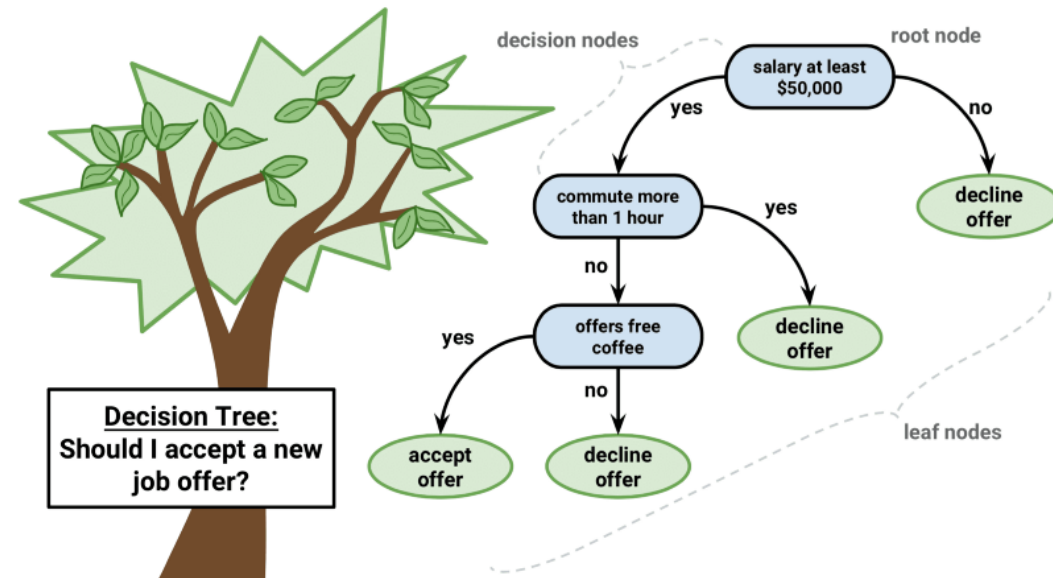 decision nodes
root node
salary at least
$50,000
yes
no
decline
offer
commute more
than 1 hour
yes
no
decline
offer
offers free
coffee
yes
no
accept
offer
decline
offer
leaf nodes
Decision Tree:
Should I accept a new
job offer?